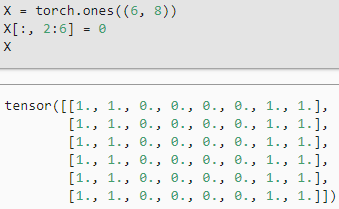 X = torch.ones((6, 8))
X[:, 2:6] = 0
X
tensor([[1., 1., 0., 0., 0., 0., 1., 1.],
        [1., 1., 0., 0., 0., 0., 1., 1.],
        [1., 1., 0., 0., 0., 0., 1., 1.],
        [1., 1., 0., 0., 0., 0., 1., 1.],
        [1., 1., 0., 0., 0., 0., 1., 1.],
        [1., 1., 0., 0., 0., 0., 1., 1.]])